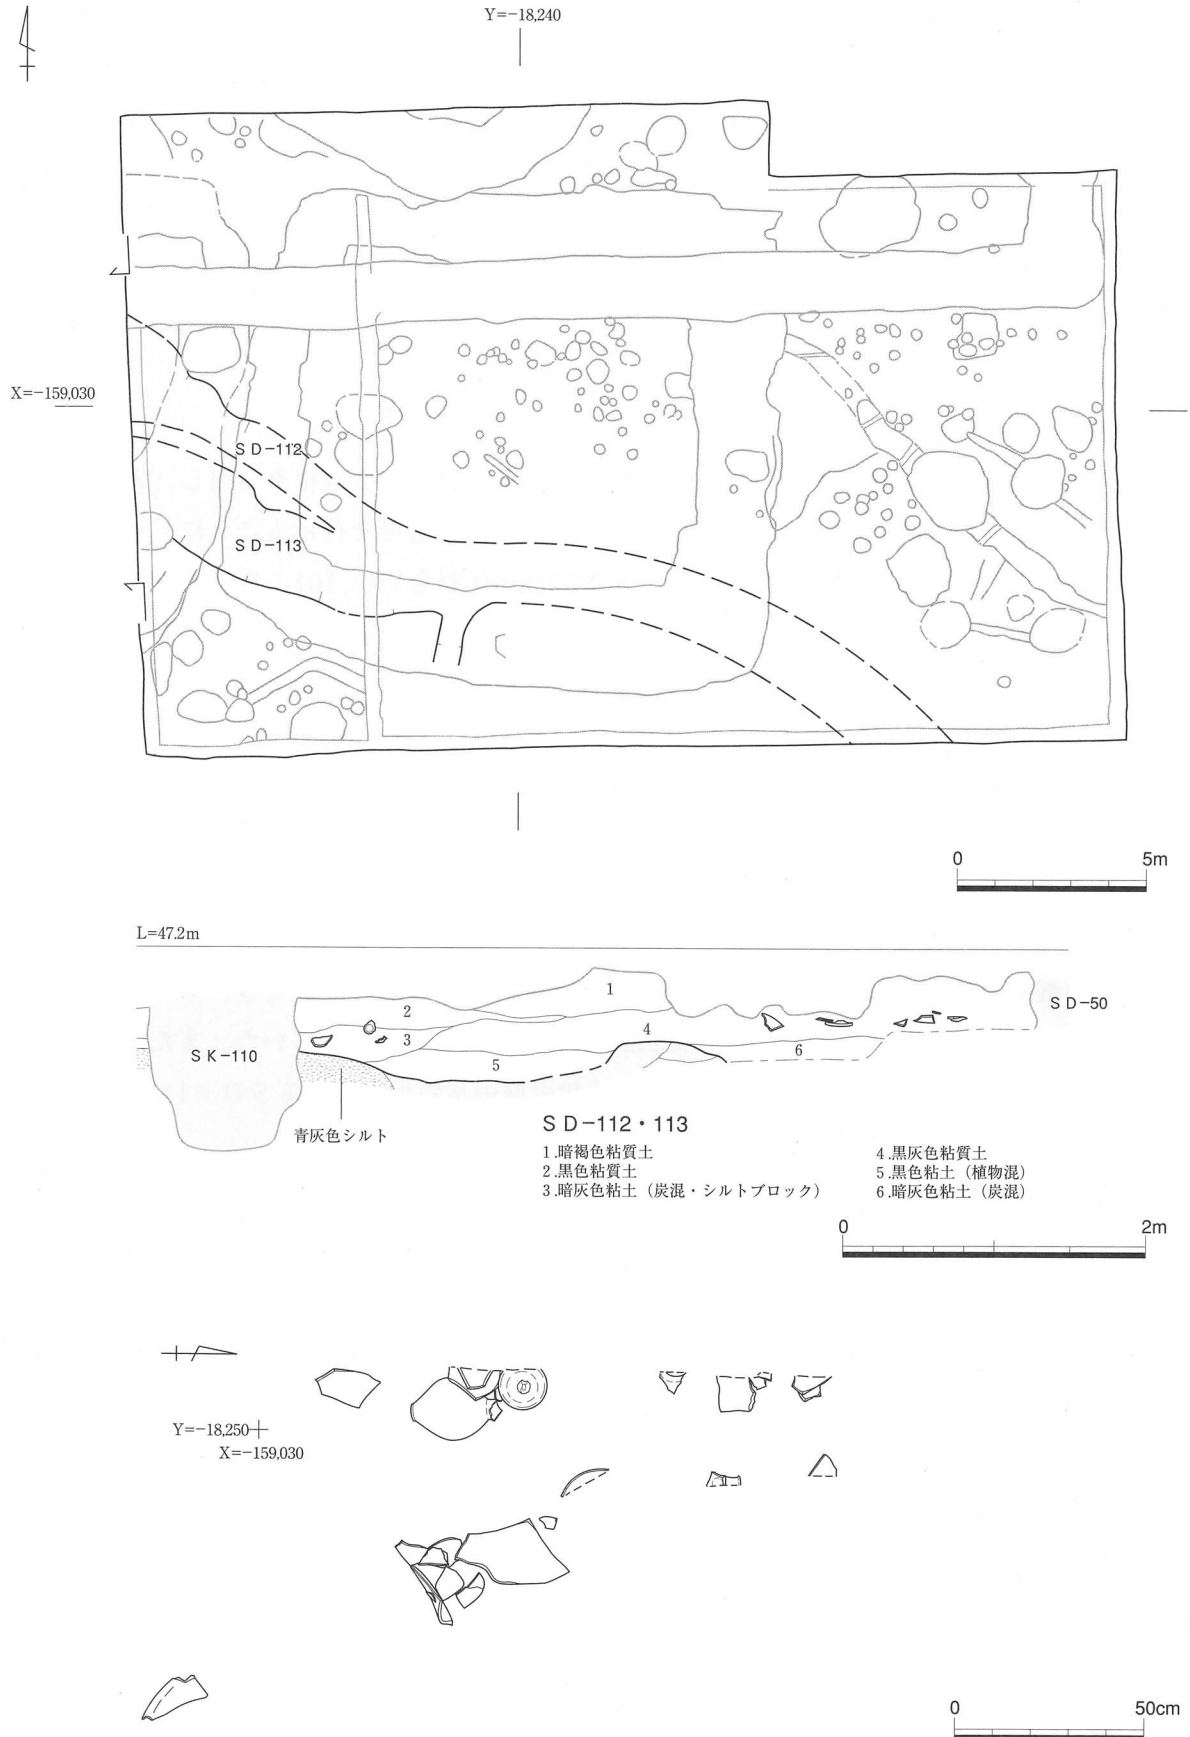 Y=−18,240
X=−159,030
SD−112
SD−113
0 5m
L=47.2m
SD−50
SK−110
1
2
3
4
5
6
青灰色シルト
SD−112・113
1.暗褐色粘質土
2.黒色粘質土
3.暗灰色粘土（炭混・シルトブロック）
4.黒灰色粘質土
5.黒色粘土（植物混）
6.暗灰色粘土（炭混）
0 2m
Y=−18,250
X=−159,030
0 50cm